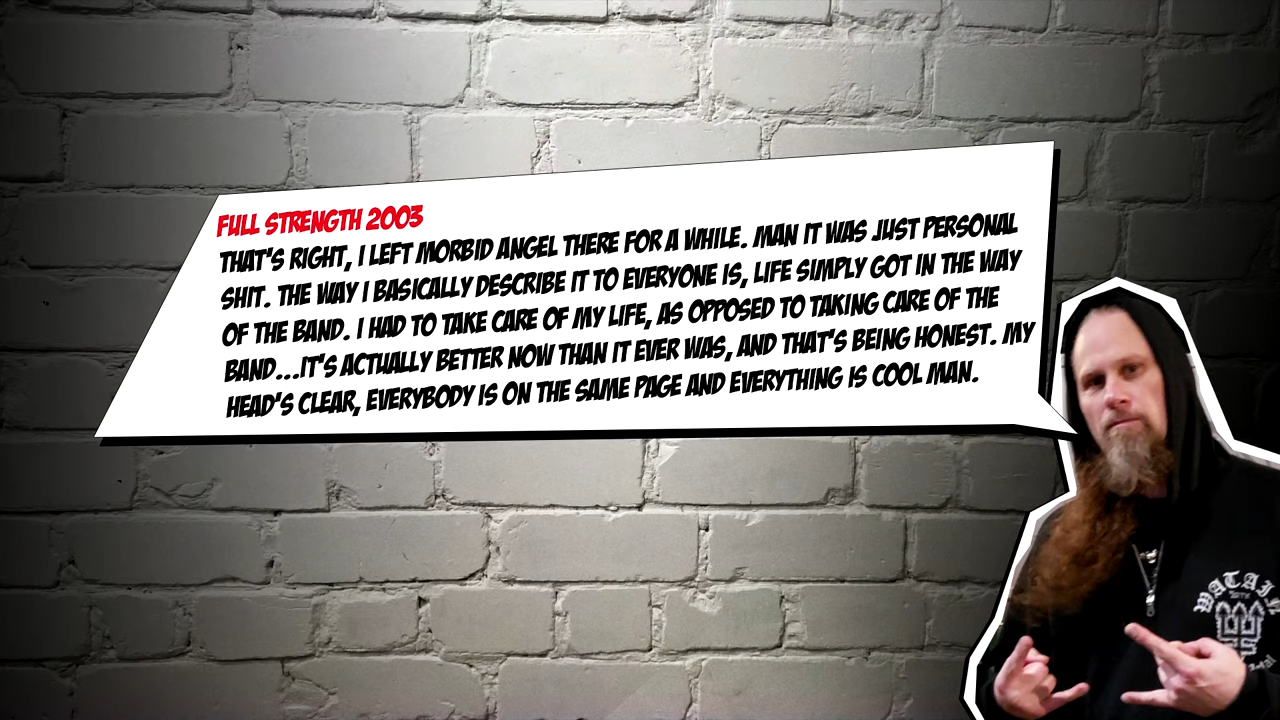 FULL STRENGTH 2003
THAT'S RIGHT, I LEFT MORBID ANGEL THERE FOR A WHILE. MAN IT WAS JUST PERSONAL
SHIT. THE WAY I BASICALLY DESCRIBE IT TO EVERYONE IS, LIFE SIMPLY GOT IN THE WAY
OF THE BAND. I HAD TO TAKE CARE OF MY LIFE, AS OPPOSED TO TAKING CARE OF THE
BAND...IT'S ACTUALLY BETTER NOW THAN IT EVER WAS, AND THAT'S BEING HONEST. MY
HEAD'S CLEAR, EVERYBODY IS ON THE SAME PAGE AND EVERYTHING IS COOL MAN.
WATAIN